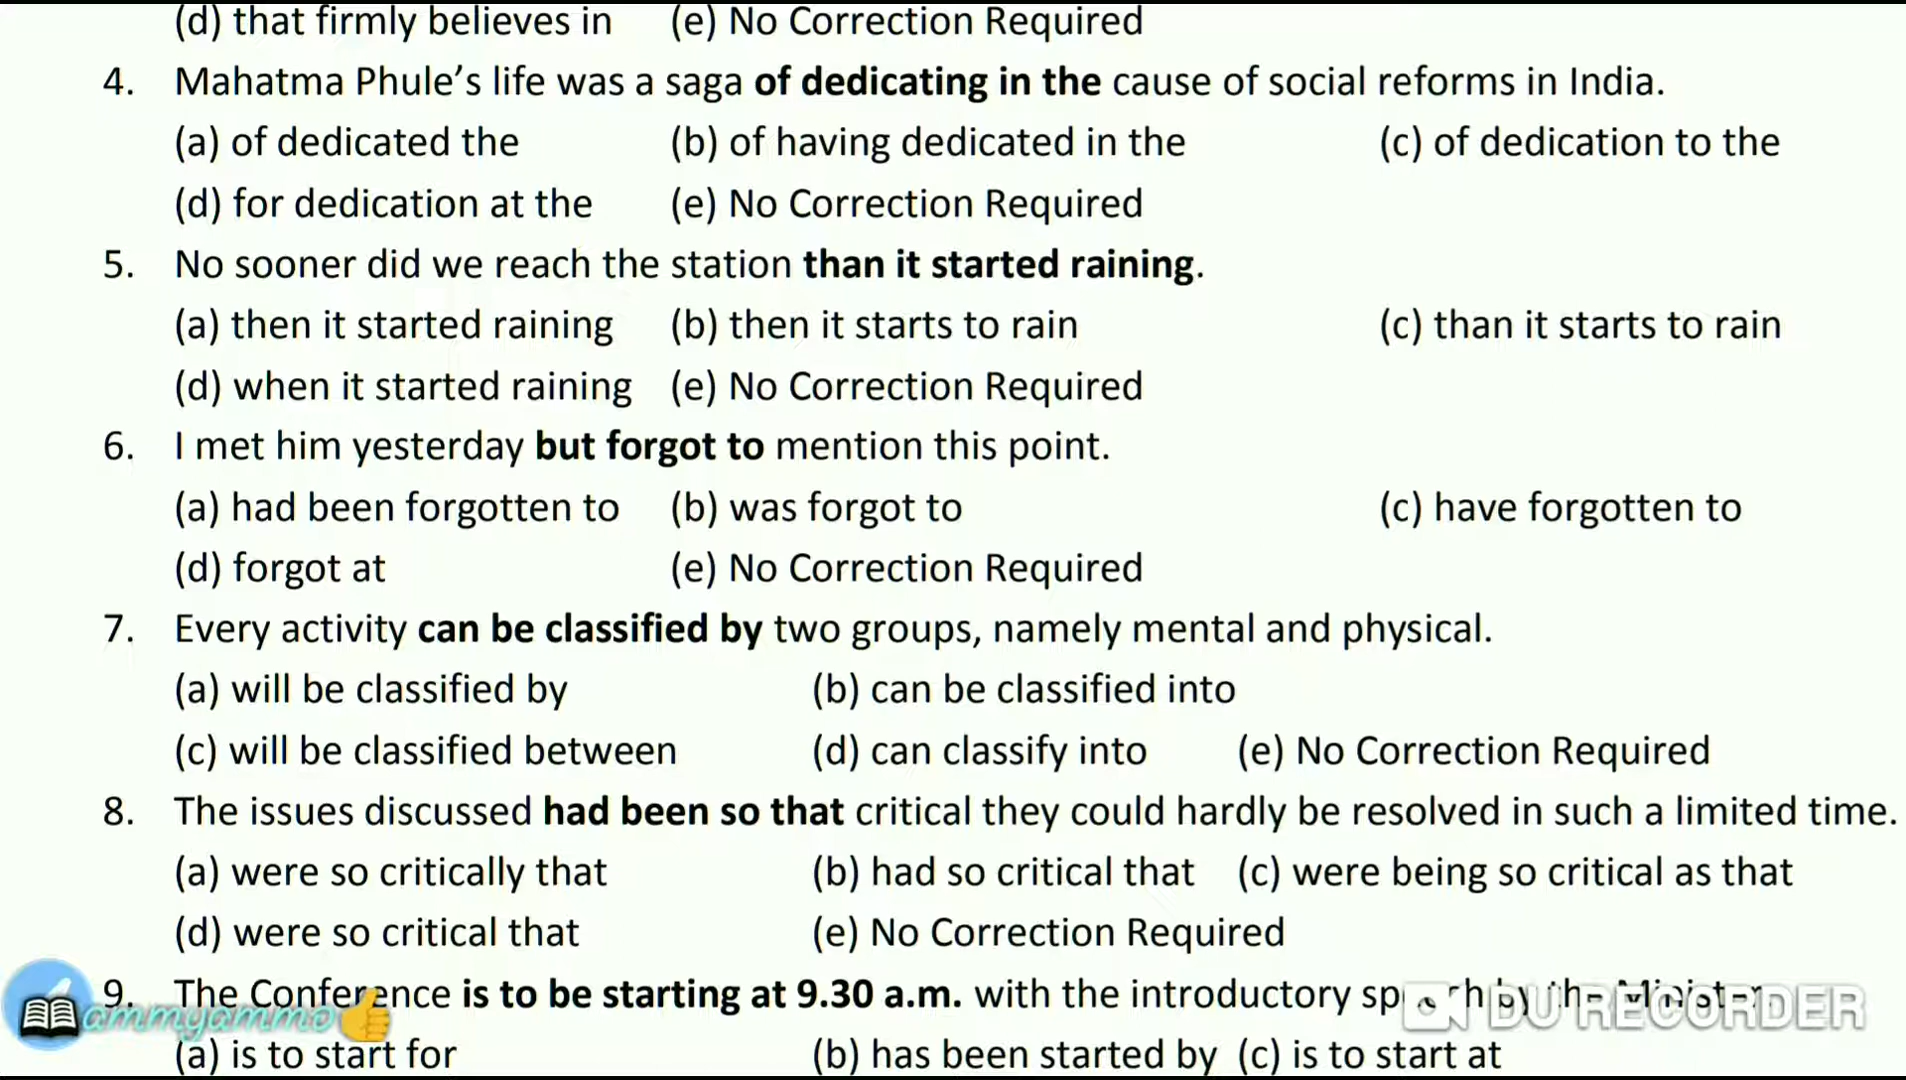 (d) that firmly believes in (e) No Correction Required
4. Mahatma Phule’s life was a saga of dedicating in the cause of social reforms in India.
(a) of dedicated the (b) of having dedicated in the (c) of dedication to the
(d) for dedication at the (e) No Correction Required
5. No sooner did we reach the station than it started raining.
(a) then it started raining (b) then it starts to rain (c) than it starts to rain
(d) when it started raining (e) No Correction Required
6. I met him yesterday but forgot to mention this point.
(a) had been forgotten to (b) was forgot to (c) have forgotten to
(d) forgot at (e) No Correction Required
7. Every activity can be classified by two groups, namely mental and physical.
(a) will be classified by (b) can be classified into
(c) will be classified between (d) can classify into (e) No Correction Required
8. The issues discussed had been so that critical they could hardly be resolved in such a limited time.
(a) were so critically that (b) had so critical that (c) were being so critical as that
(d) were so critical that (e) No Correction Required
9. The Conference is to be starting at 9.30 a.m. with the introductory speech by the Minister.
ammyammo
DU RECORDER
(a) is to start for (b) has been started by (c) is to start at